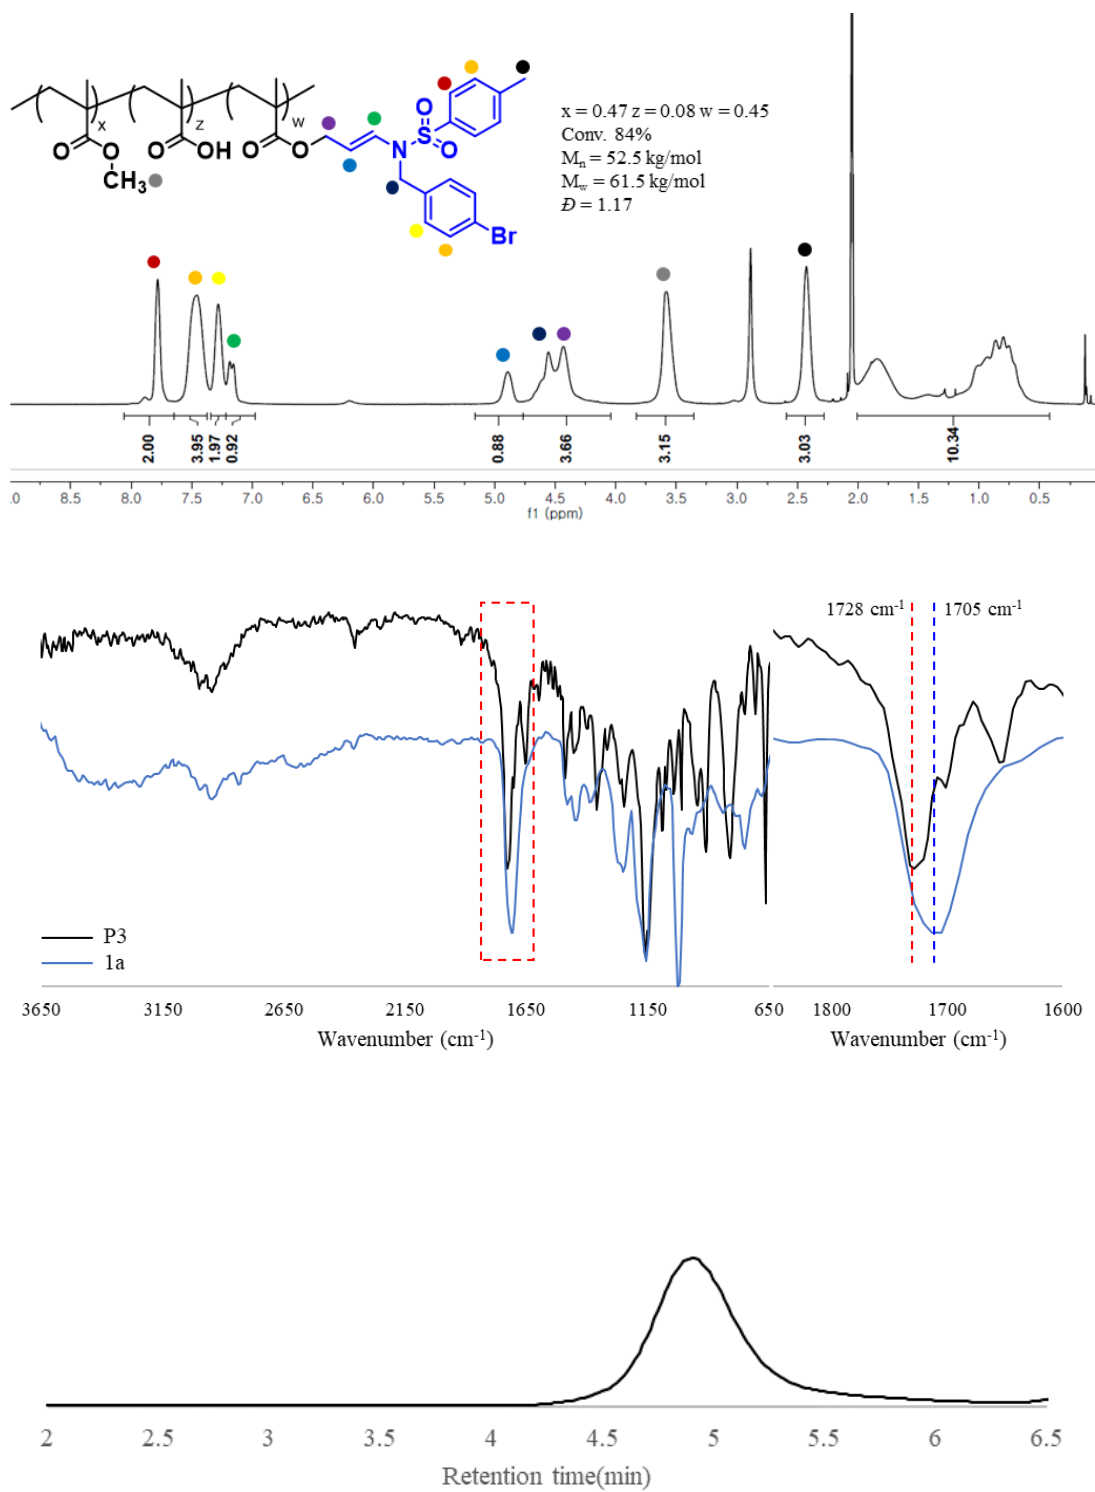 x = 0.47 z = 0.08 w = 0.45
Conv. 84%
Mn = 52.5 kg/mol
Mw = 61.5 kg/mol
Đ = 1.17
x z w
O O OH O O
CH3
O S O
N
Br
2.00 3.95 1.97 0.92 0.88 3.66 3.15 3.03 10.34
.0 8.5 8.0 7.5 7.0 6.5 6.0 5.5 5.0 4.5 4.0 3.5 3.0 2.5 2.0 1.5 1.0 0.5
f1 (ppm)
1728 cm-1 1705 cm-1
P3
1a
3650 3150 2650 2150 1650 1150 650 1800 1700 1600
Wavenumber (cm-1) Wavenumber (cm-1)
2 2.5 3 3.5 4 4.5 5 5.5 6 6.5
Retention time(min)